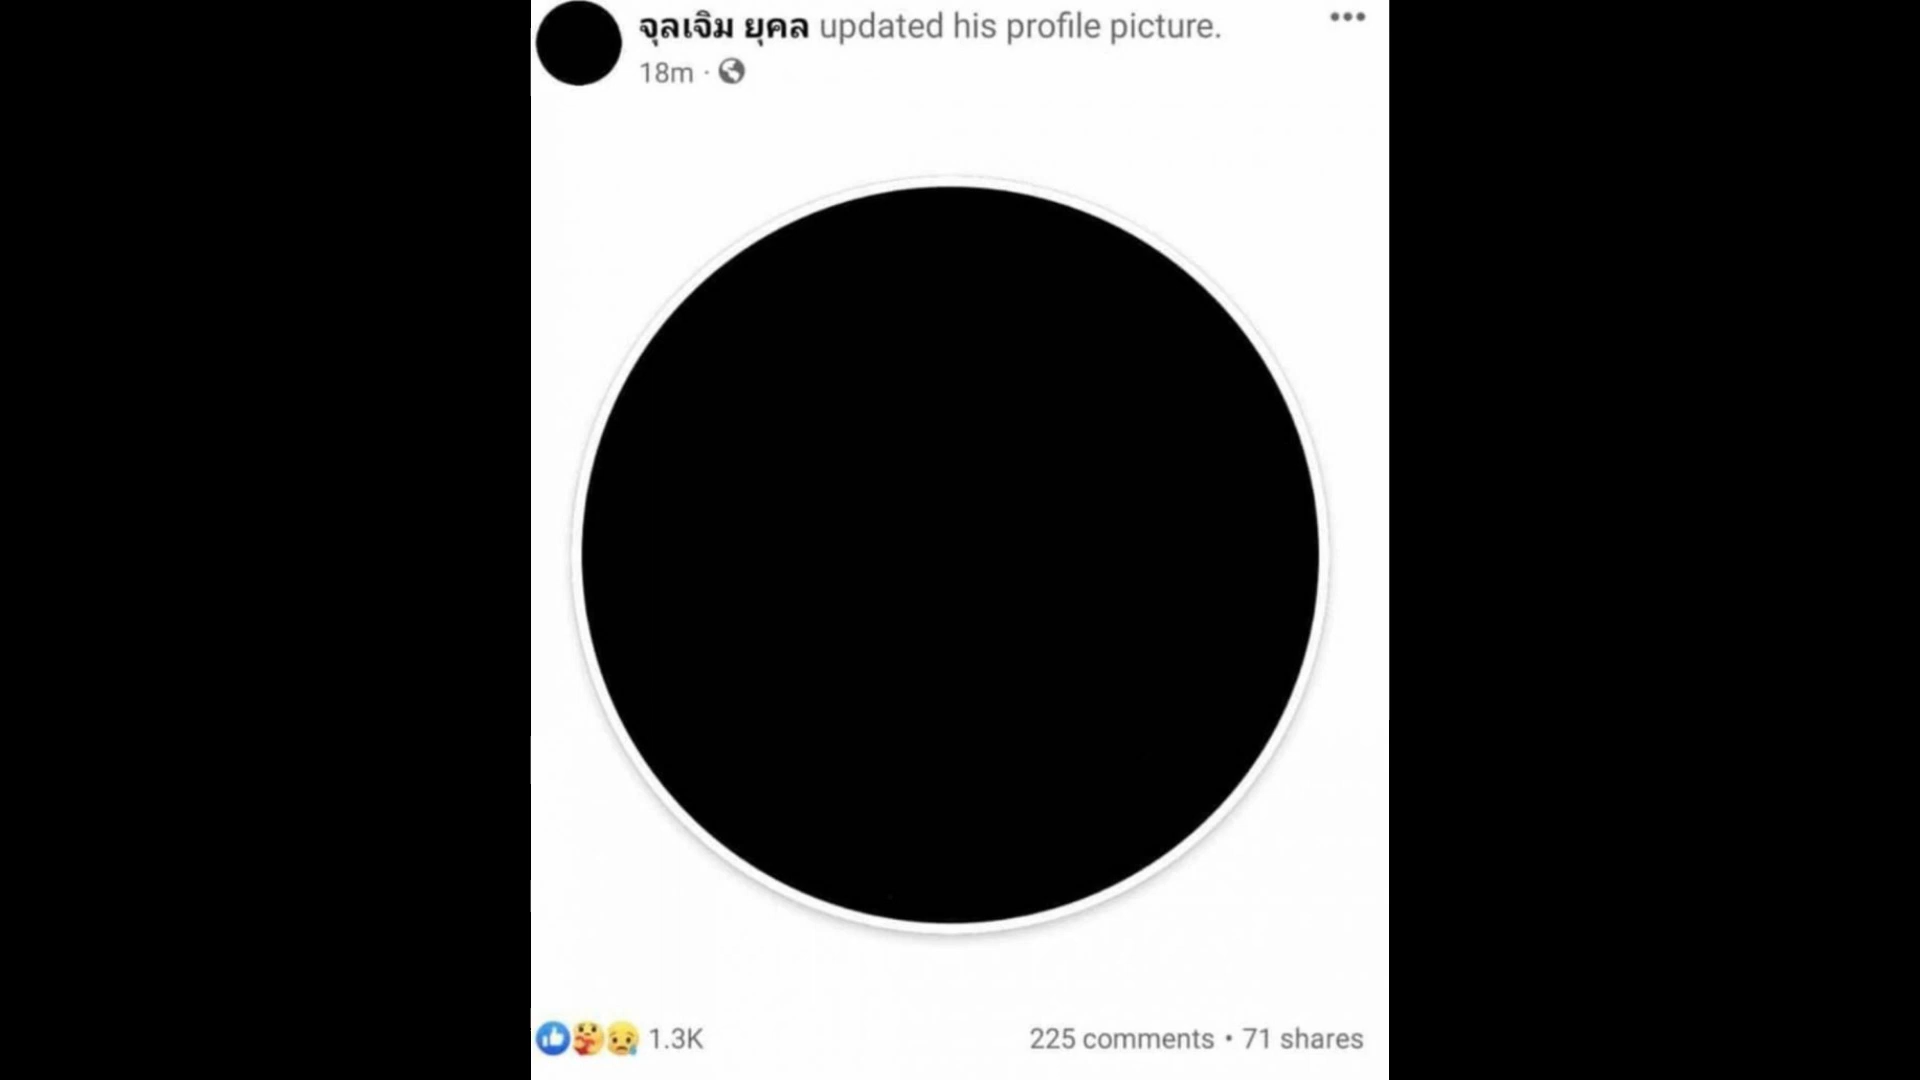 จุลเจิม ยุคล updated his profile picture.
18m ·
1.3K
225 comments • 71 shares